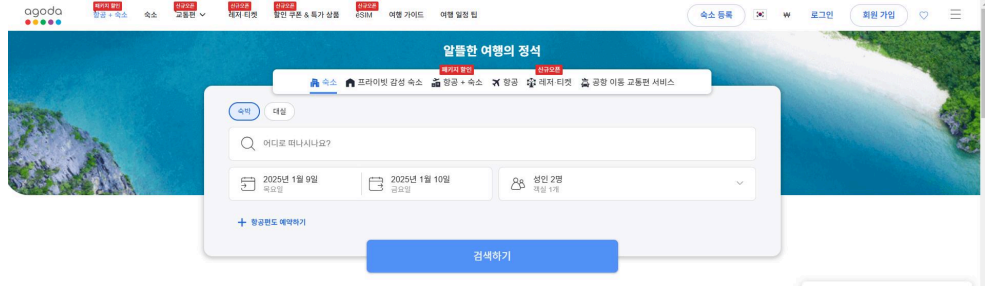 agoda
패키지 할인
항공 + 숙소
숙소
신규오픈
교통편
신규오픈
레저·티켓
할인 쿠폰 & 특가 상품
신규오픈
eSIM
여행 가이드
여행 일정 팁
숙소 등록
₩
로그인
회원 가입
알뜰한 여행의 정석
숙소
프라이빗 감성 숙소
패키지 할인
항공 + 숙소
항공
신규오픈
레저·티켓
공항 이동 교통편 서비스
숙박
대실
어디로 떠나시나요?
2025년 1월 9일
목요일
2025년 1월 10일
금요일
성인 2명
객실 1개
+ 항공편도 예약하기
검색하기